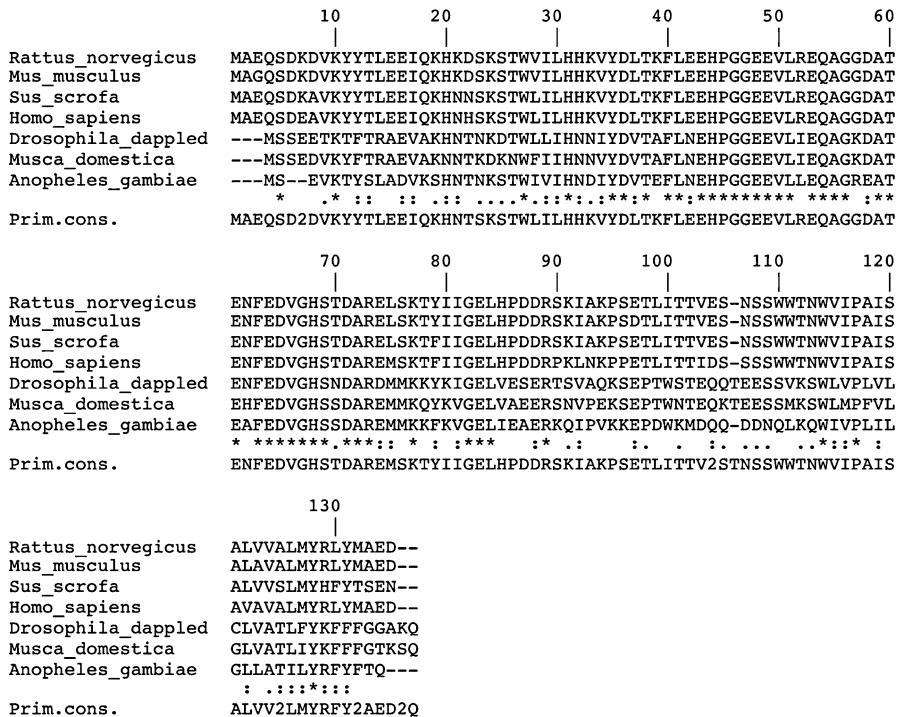 10 20 30 40 50 60
| | | | | |
Rattus_norvegicus MAEQSDKDVKYYTLEEIQKHKDSKSTWVILHHKVYDLTKFLEEHPGGEEVLREQAGGDAT
Mus_musculus MAGQSDKDVKYYTLEEIQKHKDSKSTWVILHHKVYDLTKFLEEHPGGEEVLREQAGGDAT
Sus_scrofa MAEQSDKAVKYYTLEEIQKHNNSKSTWLILHHKVYDLTKFLEEHPGGEEVLREQAGGDAT
Homo_sapiens MAEQSDEAVKYYTLEEIQKHNHSKSTWLILHHKVYDLTKFLEEHPGGEEVLREQAGGDAT
Drosophila_dappled ---MSSEETKTFTRAEVAKHNTNKDTWLLIHNNIYDVTAFLNEHPGGEEVLIEQAGKDAT
Musca_domestica ---MSSEDVKYFTRAEVAKNNTKDKNWFIIHNNVYDVTAFLNEHPGGEEVLIEQAGKDAT
Anopheles_gambiae ---MS--EVKTYSLADVKSHNTNKSTWIVIHNDIYDVTEFLNEHPGGEEVLLEQAGREAT
    *   .*  ::  :: .:: ....*.::*:.:**:* **:********* **** :**
Prim.cons. MAEQSD2DVKYYTLEEIQKHNTSKSTWLILHHKVYDLTKFLEEHPGGEEVLREQAGGDAT
70 80 90 100 110 120
| | | | | |
Rattus_norvegicus ENFEDVGHSTDARELSKTYIIGELHPDDRSKIAKPSETLITTVES-NSSWWTNWVIPAIS
Mus_musculus ENFEDVGHSTDARELSKTYIIGELHPDDRSKIAKPSDTLITTVES-NSSWWTNWVIPAIS
Sus_scrofa ENFEDVGHSTDARELSKTYIIGELHPDDRSKIAKPSETLITTVES-NSSWWTNWVIPAIS
Homo_sapiens ENFEDVGHSTDAREMSKTFIIGELHPDDRPKLNKPPETLITTIDS-SSSWWTNWVIPAIS
Drosophila_dappled ENFEDVGHSNDARDMMKKYKIGELVESERTSVAQKSEPTWSTEQQTEESSVKSWLVPLVL
Musca_domestica EHFEDVGHSSDAREMMKQYKVGELVAEERSNVPEKSEPTWNTEQKTEESSMKSWLMPFVL
Anopheles_gambiae EAFEDVGHSSDAREMMKKFKVGELIEAERKQIPVKKEPDWKMDQQ-DDNQLKQWIVPLIL
* *******.***:: * : :***   :* .:    :.  .  :. ...   .*::* :
Prim.cons. ENFEDVGHSTDAREMSKTYIIGELHPDDRSKIAKPSETLITTV2STNSSWWTNWVIPAIS
130
|
Rattus_norvegicus ALVVALMYRLYMAED--
Mus_musculus ALAVALMYRLYMAED--
Sus_scrofa ALVVSLMYHFYTSEN--
Homo_sapiens AVAVALMYRLYMAED--
Drosophila_dappled CLVATLFYKFFFGGAKQ
Musca_domestica GLVATLIYKFFFGTKSQ
Anopheles_gambiae GLLATILYRFYFTQ---
 : .:::*:::
Prim.cons. ALVV2LMYRFY2AED2Q